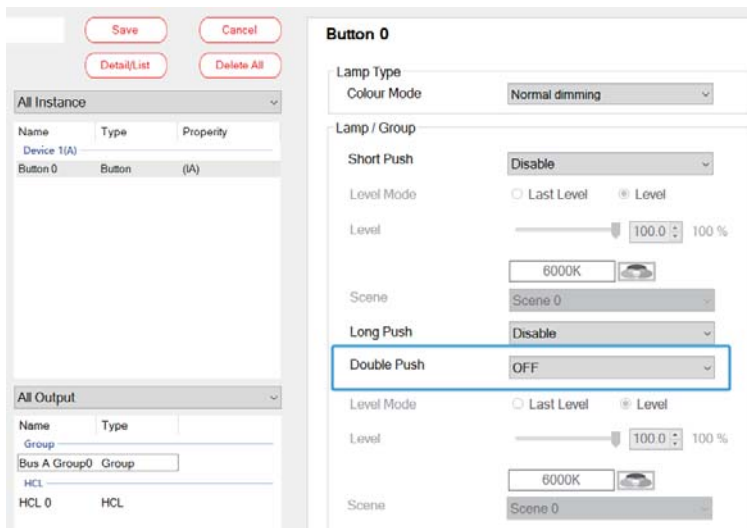 Save Cancel
Detail/List Delete All
All Instance
Name Type Properity
Device 1(A)
Button 0 Button (IA)
All Output
Name Type
Group
Bus A Group0 Group
HCL
HCL 0 HCL
Button 0
Lamp Type
Colour Mode Normal dimming
Lamp / Group
Short Push Disable
Level Mode Last Level Level
Level 100.0 100 %
6000K
Scene Scene 0
Long Push Disable
Double Push OFF
Level Mode Last Level Level
Level 100.0 100 %
6000K
Scene Scene 0